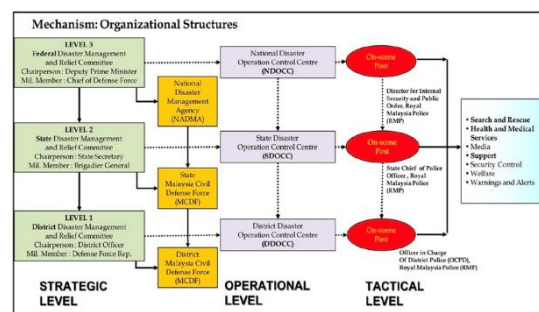 Mechanism: Organizational Structures
LEVEL 3
Federal Disaster Management
and Relief Committee
Chairperson : Deputy Prime Minister
Mil. Member : Chief of Defense Force
National Disaster
Operation Control Centre
(NDOCC)
On-scene
Post
National
Disaster
Management
Agency
(NADMA)
Director for Internal
Security and Public
Order, Royal
Malaysia Police
(RMP)
LEVEL 2
State Disaster Management
and Relief Committee
Chairperson : State Secretary
Mil. Member : Brigadier General
State Disaster
Operation Control Centre
(SDOCC)
On-scene
Post
State
Malaysia Civil
Defense Force
(MCDF)
State Chief of Police
Officer , Royal
Malaysia Police
(RMP)
LEVEL 1
District Disaster Management
and Relief Committee
Chairperson : District Officer
Mil. Member : Defense Force Rep.
District Disaster
Operation Control Centre
(DDOCC)
On-scene
Post
District
Malaysia Civil
Defense Force
(MCDF)
Officer in Charge
Of District Police (OCPD),
Royal Malaysia Police (RMP)
• Search and Rescue
• Health and Medical
Services
• Media
• Support
• Security Control
• Welfare
• Warnings and Alerts
STRATEGIC
LEVEL
OPERATIONAL
LEVEL
TACTICAL
LEVEL